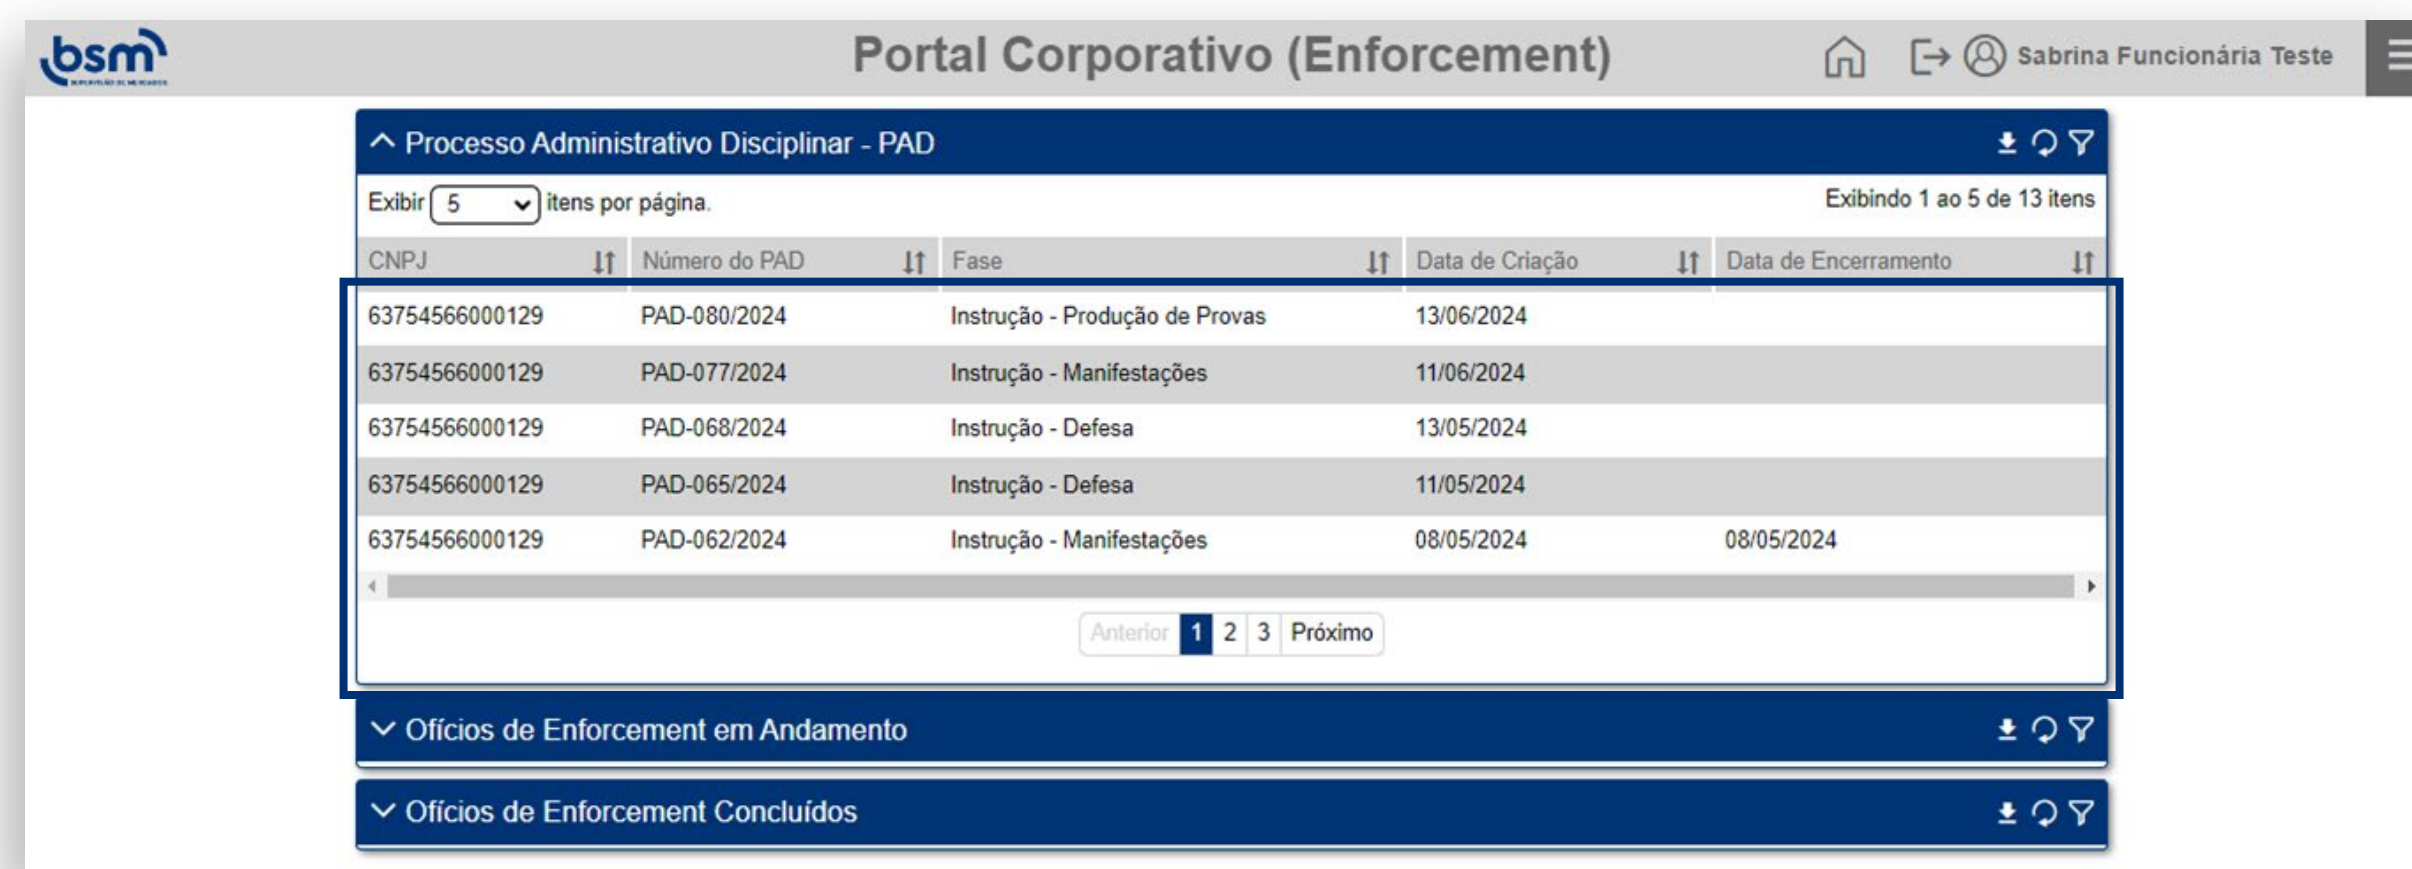 bsm
SUPERVISÃO DE MERCADOS
Portal Corporativo (Enforcement)
Sabrina Funcionária Teste
Processo Administrativo Disciplinar - PAD
Exibir 5 itens por página.
Exibindo 1 ao 5 de 13 itens
CNPJ Número do PAD Fase Data de Criação Data de Encerramento
63754566000129 PAD-080/2024 Instrução - Produção de Provas 13/06/2024
63754566000129 PAD-077/2024 Instrução - Manifestações 11/06/2024
63754566000129 PAD-068/2024 Instrução - Defesa 13/05/2024
63754566000129 PAD-065/2024 Instrução - Defesa 11/05/2024
63754566000129 PAD-062/2024 Instrução - Manifestações 08/05/2024 08/05/2024
Anterior 1 2 3 Próximo
Ofícios de Enforcement em Andamento
Ofícios de Enforcement Concluídos